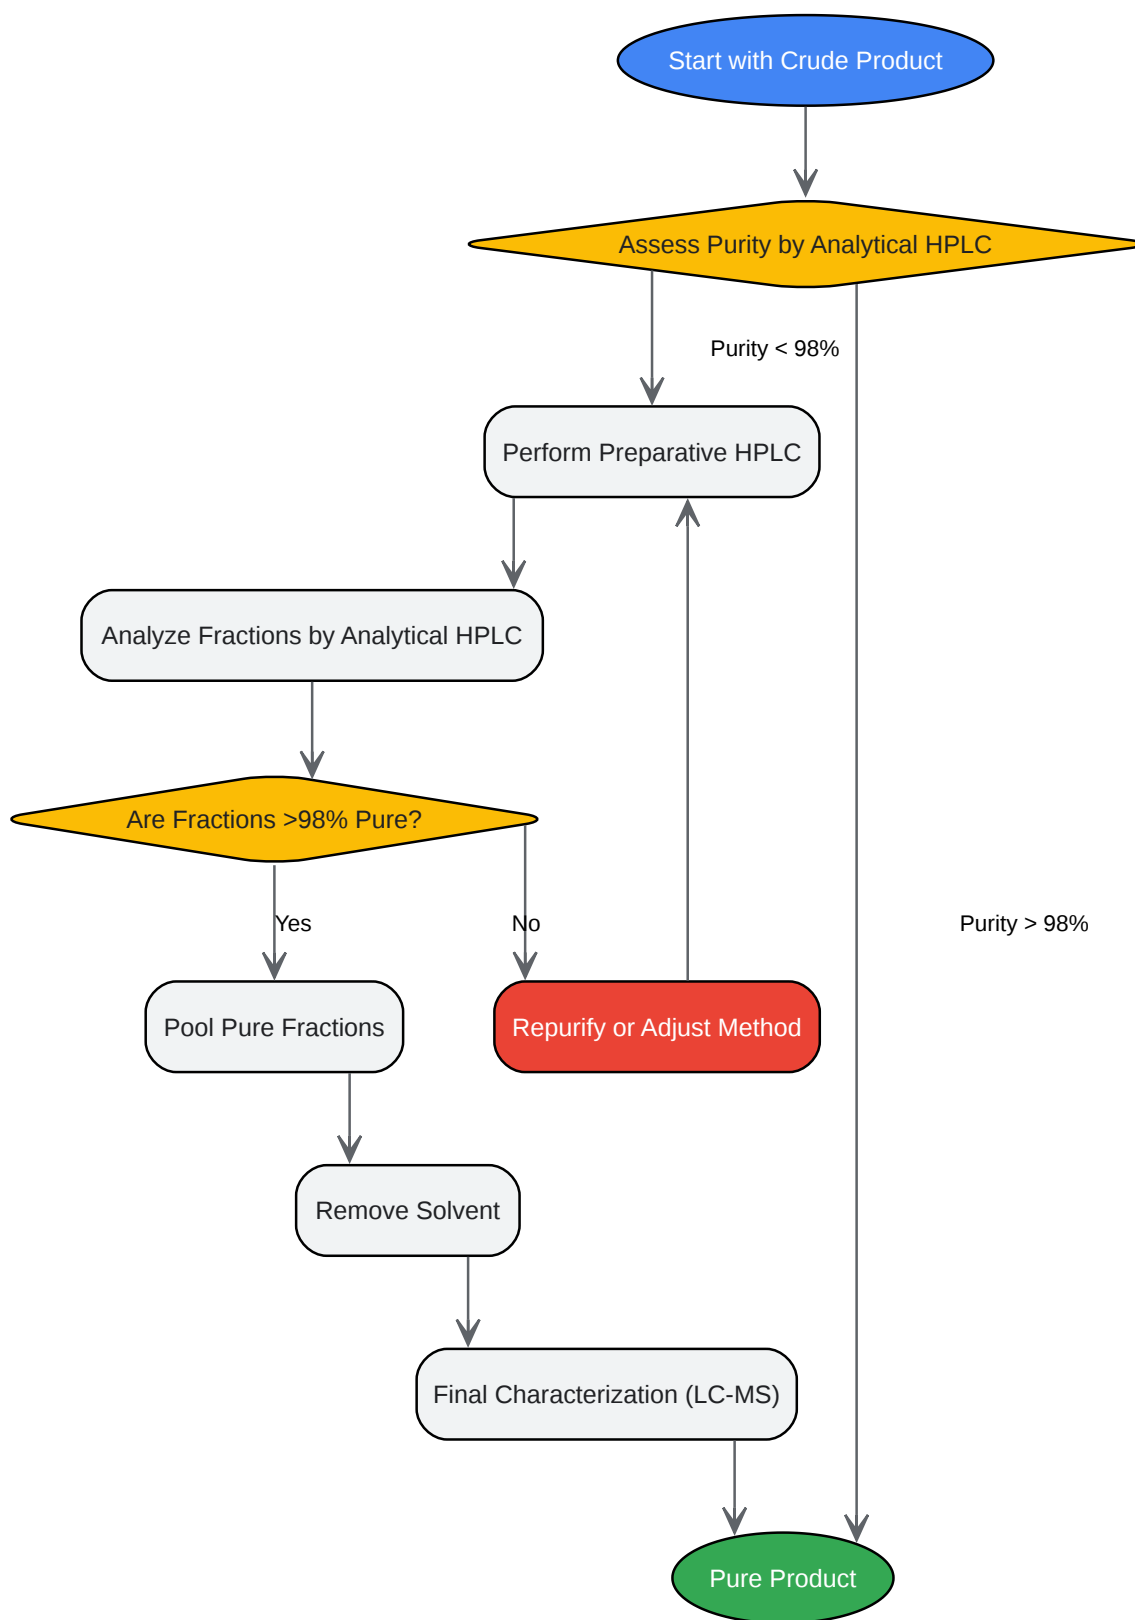 Start with Crude Product
Assess Purity by Analytical HPLC
Purity < 98%
Perform Preparative HPLC
Analyze Fractions by Analytical HPLC
Are Fractions >98% Pure?
Yes
No
Purity > 98%
Pool Pure Fractions
Repurify or Adjust Method
Remove Solvent
Final Characterization (LC-MS)
Pure Product